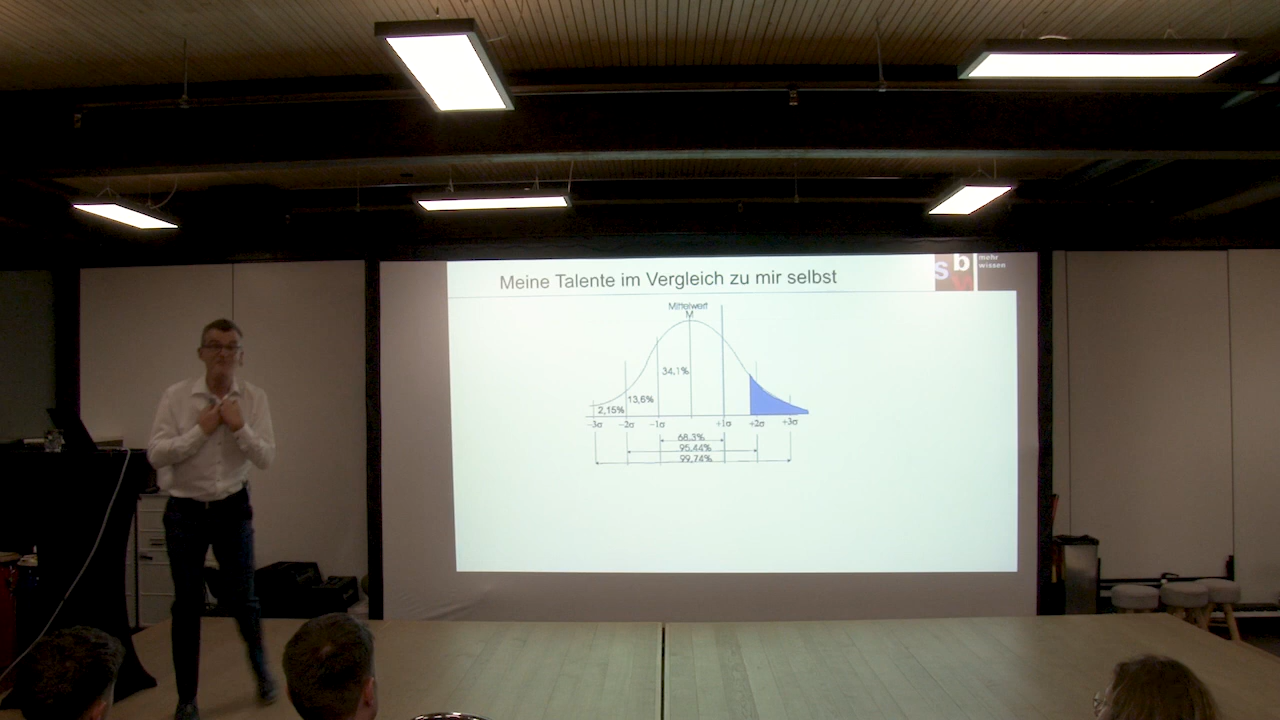 Meine Talente im Vergleich zu mir selbst
sb mehr
wissen
Mittelwert
M
34,1%
13,6%
2,15%
-3σ -2σ -1σ +1σ +2σ +3σ
68.3%
95.44%
99,74%